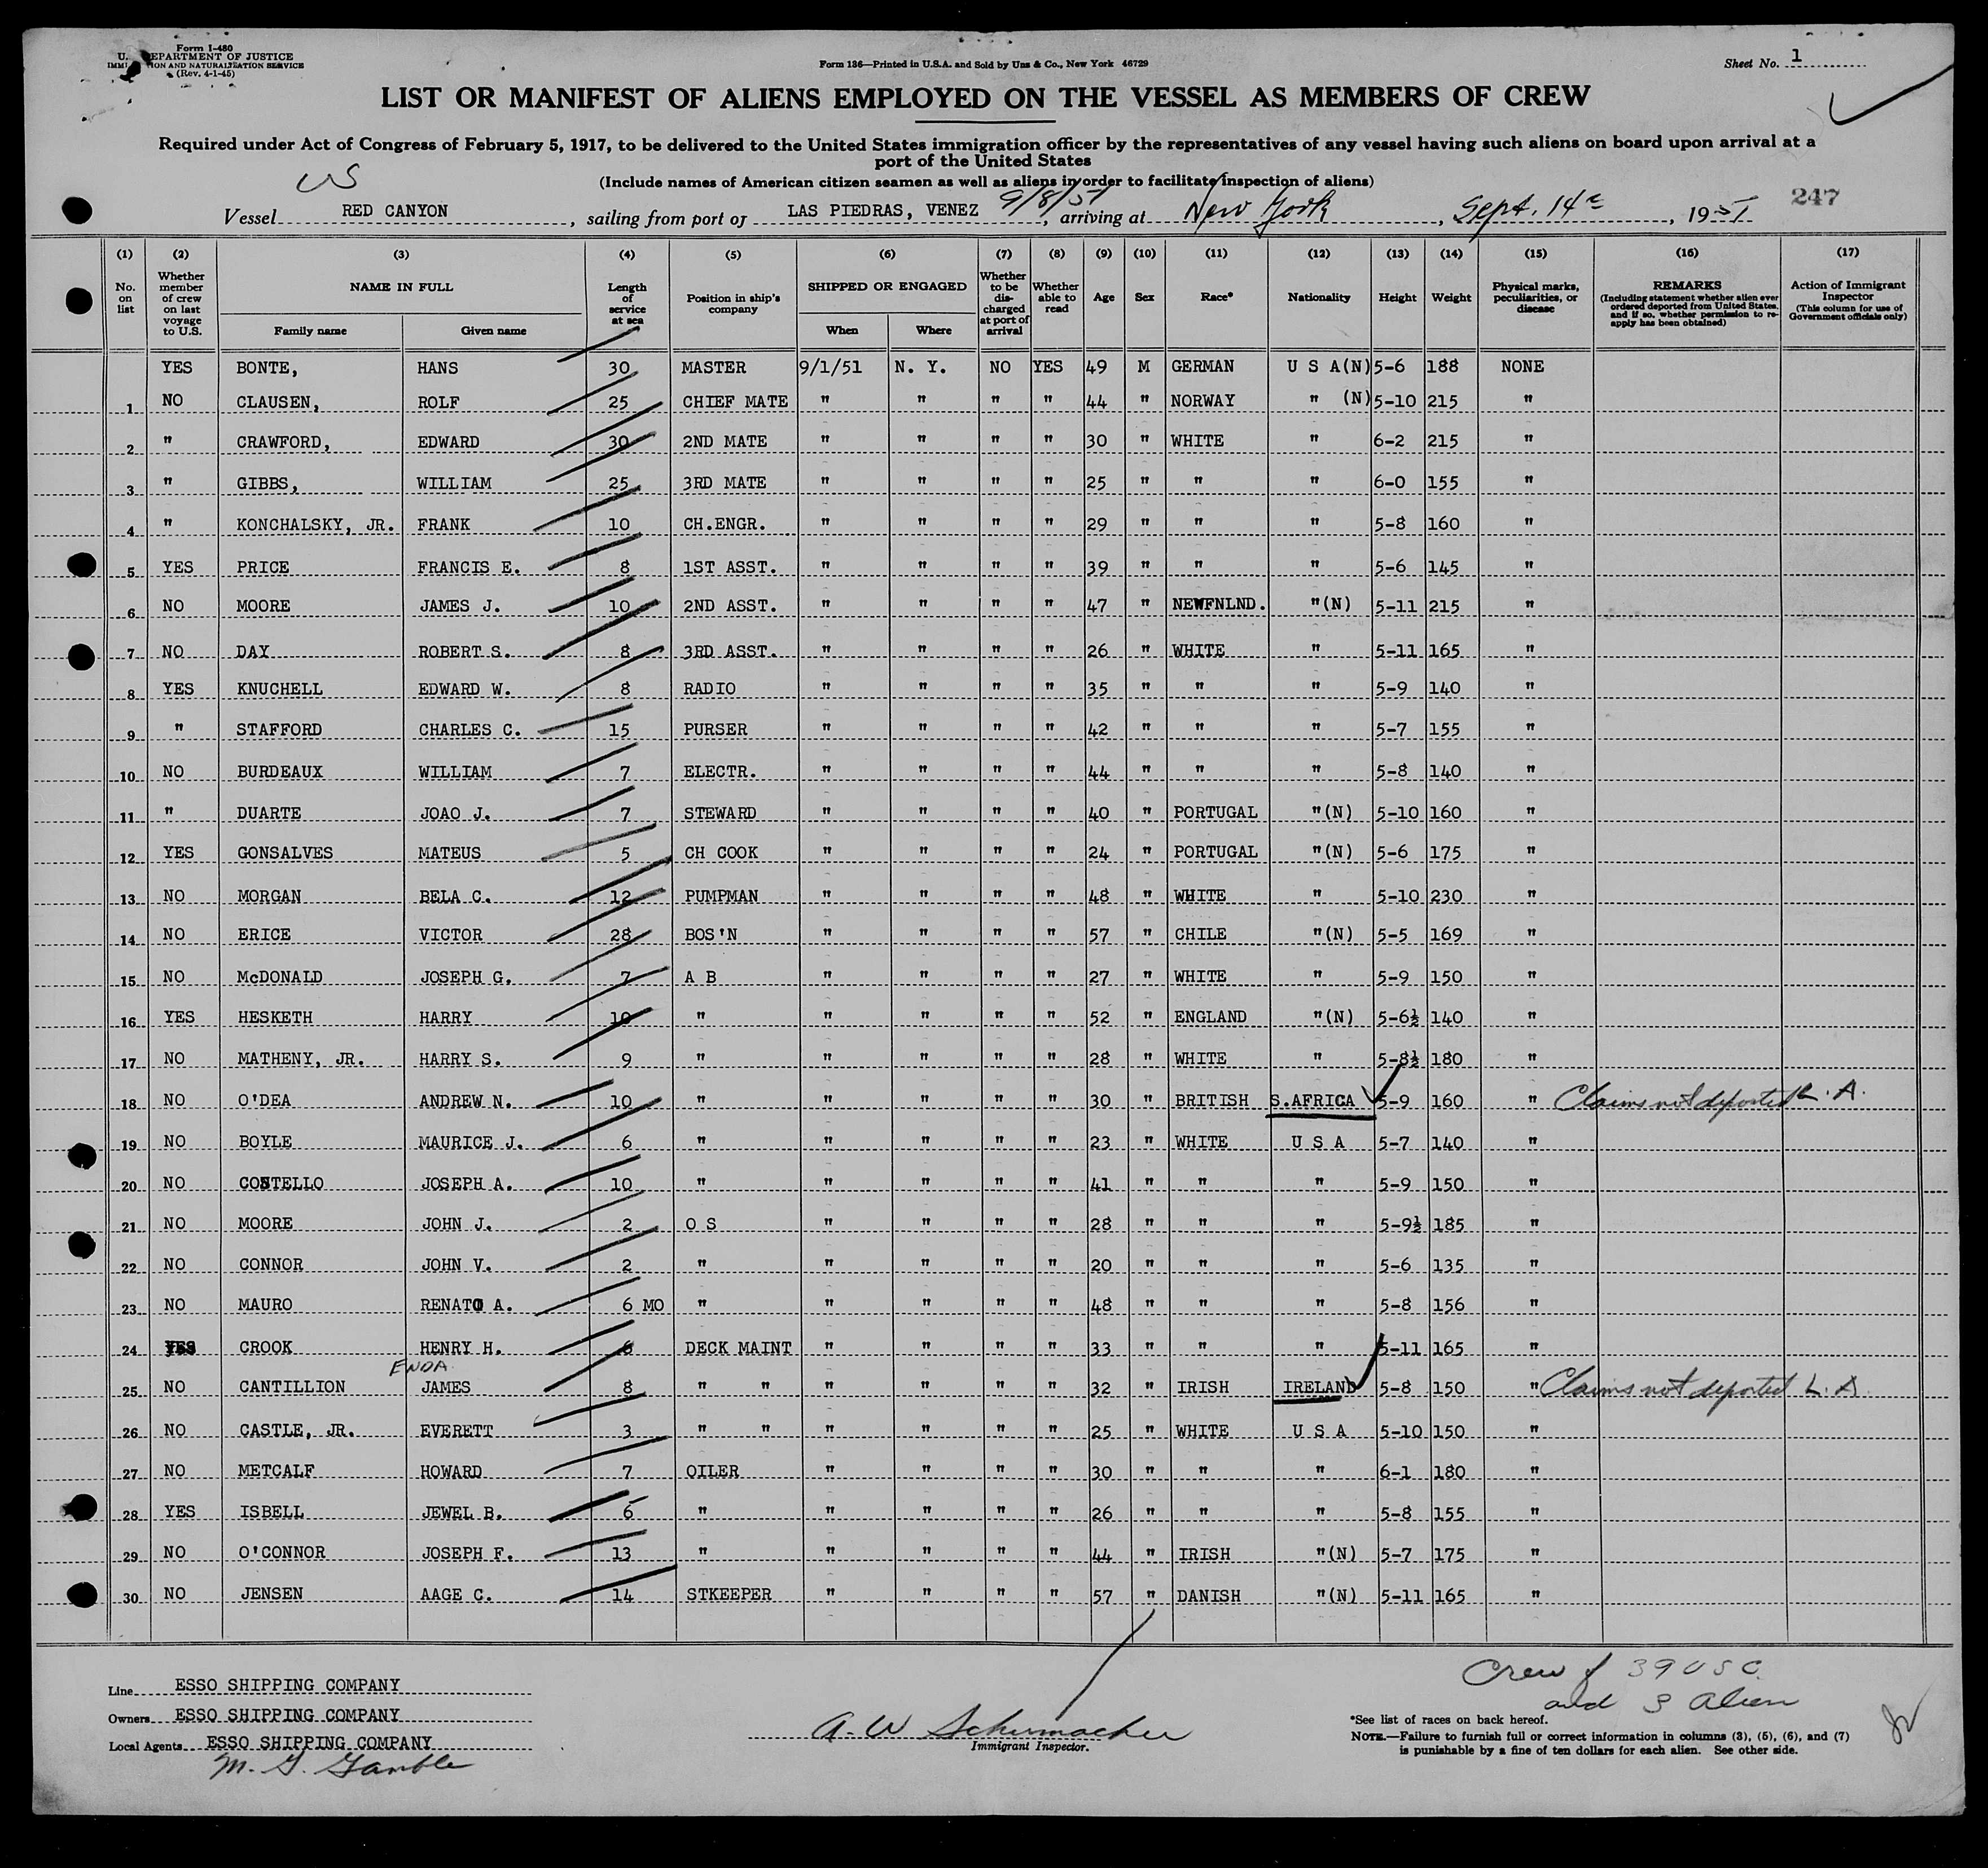 Form I-480
U. DEPARTMENT OF JUSTICE
IMMI TION AND NATURALIZATION SERVICE
(Rev. 4-1-45)
Form 136—Printed in U.S.A. and Sold by Unz & Co., New York 46729
Sheet No. 1
LIST OR MANIFEST OF ALIENS EMPLOYED ON THE VESSEL AS MEMBERS OF CREW
Required under Act of Congress of February 5, 1917, to be delivered to the United States immigration officer by the representatives of any vessel having such aliens on board upon arrival at a
port of the United States
(Include names of American citizen seamen as well as aliens in order to facilitate inspection of aliens)
US
Vessel RED CANYON, sailing from port of LAS PIEDRAS, VENEZ 9/8/51, arriving at New York, Sept. 14th, 1951 247
(1) (2) (3) (4) (5) (6) (7) (8) (9) (10) (11) (12) (13) (14) (15) (16) (17)
No. on list
Whether member of crew on last voyage to U.S.
NAME IN FULL
Family name Given name
Length of service at sea
Position in ship's company
SHIPPED OR ENGAGED
When Where
Whether to be discharged at port of arrival
Whether able to read
Age
Sex
Race*
Nationality
Height
Weight
Physical marks, peculiarities, or disease
REMARKS
(Including statement whether alien ever ordered deported from United States, and if so, whether permission to re-apply has been obtained)
Action of Immigrant Inspector
(This column for use of Government officials only)
YES BONTE, HANS 30 MASTER 9/1/51 N. Y. NO YES 49 M GERMAN U S A(N) 5-6 188 NONE
1 NO CLAUSEN, ROLF 25 CHIEF MATE " " " " 44 " NORWAY " (N) 5-10 215 "
2 " CRAWFORD, EDWARD 30 2ND MATE " " " " 30 " WHITE " 6-2 215 "
3 " GIBBS, WILLIAM 25 3RD MATE " " " " 25 " " " 6-0 155 "
4 " KONCHALSKY, JR. FRANK 10 CH.ENGR. " " " " 29 " " " 5-8 160 "
5 YES PRICE FRANCIS E. 8 1ST ASST. " " " " 39 " " " 5-6 145 "
6 NO MOORE JAMES J. 10 2ND ASST. " " " " 47 " NEWFNLND. "(N) 5-11 215 "
7 NO DAY ROBERT S. 8 3RD ASST. " " " " 26 " WHITE " 5-11 165 "
8 YES KNUCHELL EDWARD W. 8 RADIO " " " " 35 " " " 5-9 140 "
9 " STAFFORD CHARLES C. 15 PURSER " " " " 42 " " " 5-7 155 "
10 NO BURDEAUX WILLIAM 7 ELECTR. " " " " 44 " " " 5-8 140 "
11 " DUARTE JOAO J. 7 STEWARD " " " " 40 " PORTUGAL "(N) 5-10 160 "
12 YES GONSALVES MATEUS 5 CH COOK " " " " 24 " PORTUGAL "(N) 5-6 175 "
13 NO MORGAN BELA C. 12 PUMPMAN " " " " 48 " WHITE " 5-10 230 "
14 NO ERICE VICTOR 28 BOS'N " " " " 57 " CHILE "(N) 5-5 169 "
15 NO McDONALD JOSEPH G. 7 A B " " " " 27 " WHITE " 5-9 150 "
16 YES HESKETH HARRY 10 " " " " " 52 " ENGLAND "(N) 5-6½ 140 "
17 NO MATHENY, JR. HARRY S. 9 " " " " " 28 " WHITE " 5-8½ 180 "
18 NO O'DEA ANDREW N. 10 " " " " " 30 " BRITISH S.AFRICA 5-9 160 " Claims not deported L. A.
19 NO BOYLE MAURICE J. 6 " " " " " 23 " WHITE U S A 5-7 140 "
20 NO COSTELLO JOSEPH A. 10 " " " " " 41 " " " 5-9 150 "
21 NO MOORE JOHN J. 2 O S " " " " 28 " " " 5-9½ 185 "
22 NO CONNOR JOHN V. 2 " " " " " 20 " " " 5-6 135 "
23 NO MAURO RENATO A. 6 MO " " " " " 48 " " " 5-8 156 "
24 YES CROOK HENRY H. 6 DECK MAINT " " " " 33 " " " 5-11 165 "
ENDA
25 NO CANTILLION JAMES 8 " " " " " " 32 " IRISH IRELAND 5-8 150 " Claims not deported L. A.
26 NO CASTLE, JR. EVERETT 3 " " " " " " 25 " WHITE U S A 5-10 150 "
27 NO METCALF HOWARD 7 OILER " " " " 30 " " " 6-1 180 "
28 YES ISBELL JEWEL B. 6 " " " " " 26 " " " 5-8 155 "
29 NO O'CONNOR JOSEPH F. 13 " " " " " 44 " IRISH "(N) 5-7 175 "
30 NO JENSEN AAGE C. 14 STKEEPER " " " " 57 " DANISH "(N) 5-11 165 "
Line ESSO SHIPPING COMPANY
Owners ESSO SHIPPING COMPANY
Local Agents ESSO SHIPPING COMPANY
M. G. Gamble
A. W. Schumacher
Immigrant Inspector.
Crew of 39 USC.
and 3 Alien
*See list of races on back hereof.
NOTE.—Failure to furnish full or correct information in columns (3), (5), (6), and (7)
is punishable by a fine of ten dollars for each alien. See other side.